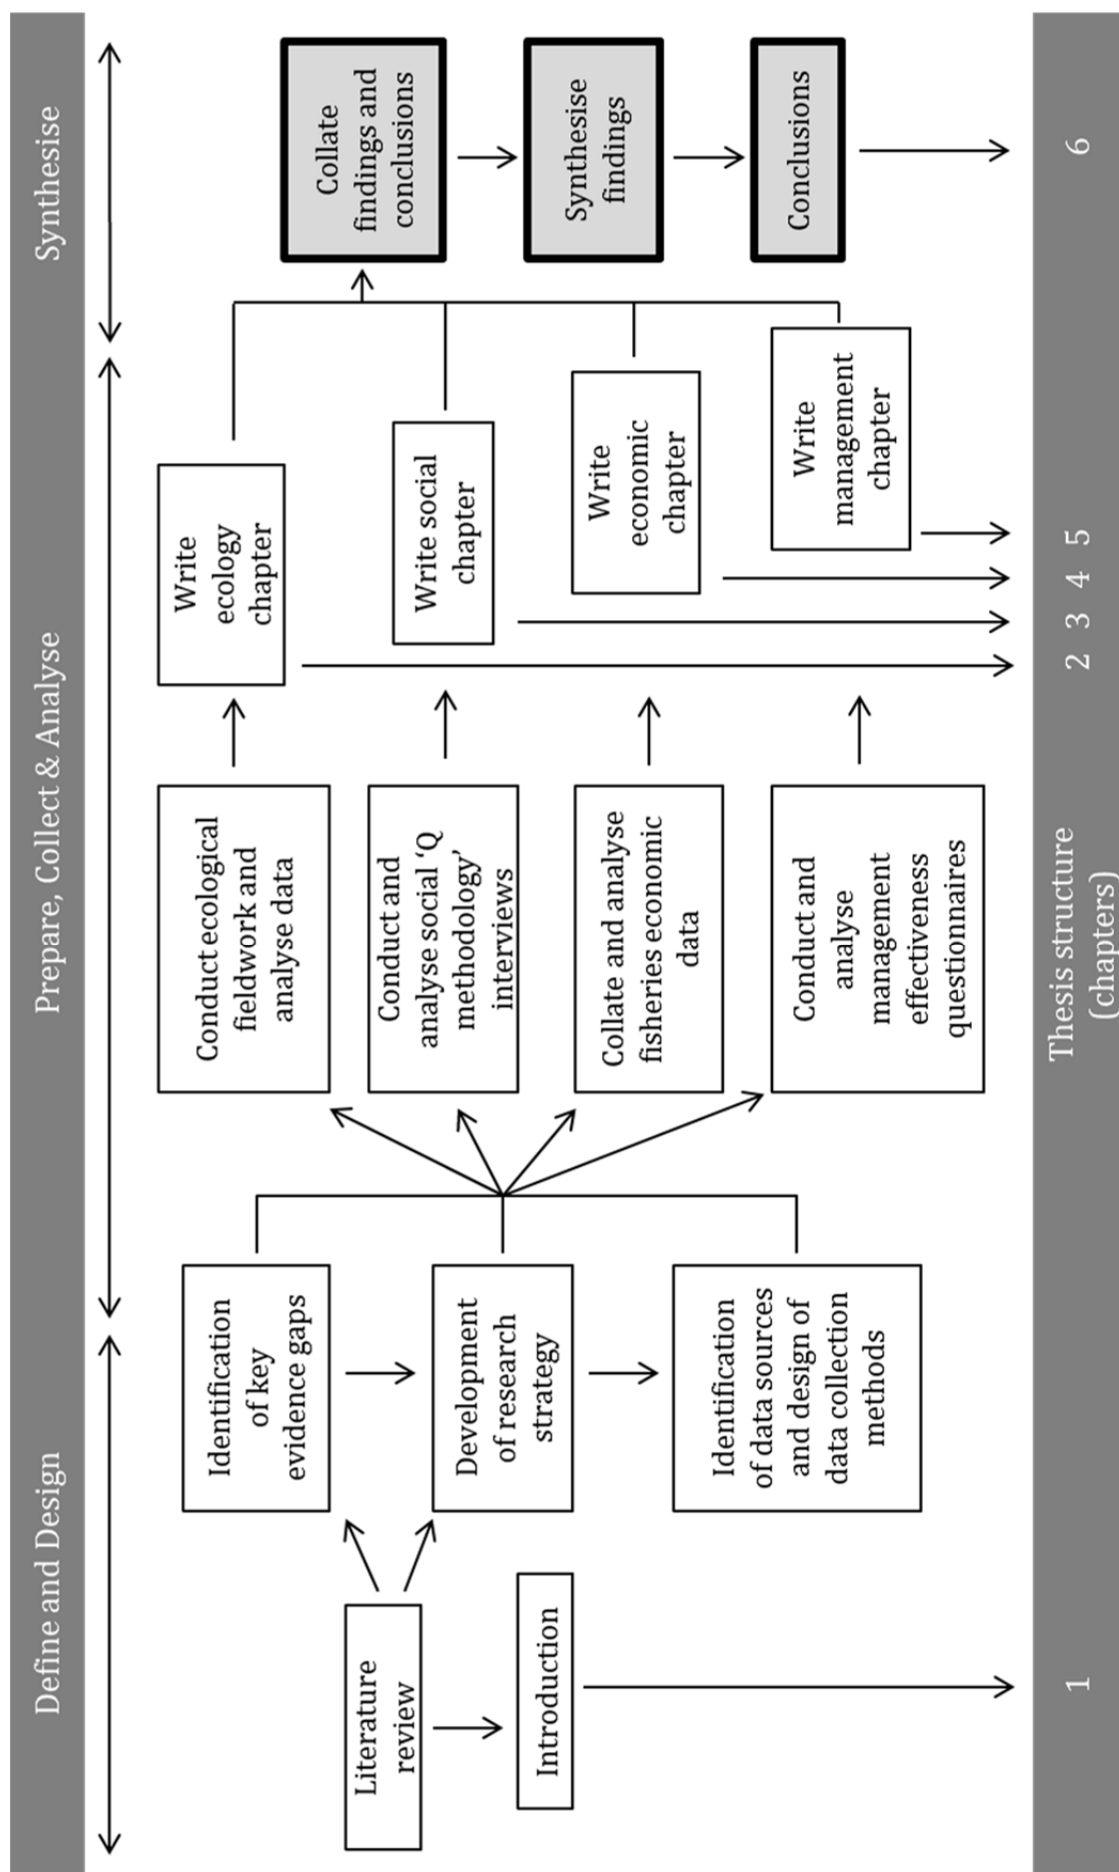 Define and Design
Prepare, Collect & Analyse
Synthesise
Literature
review
Introduction
Identification
of key
evidence gaps
Development
of research
strategy
Identification
of data sources
and design of
data collection
methods
Conduct ecological
fieldwork and
analyse data
Conduct and
analyse social ‘Q
methodology’
interviews
Collate and analyse
fisheries economic
data
Conduct and
analyse
management
effectiveness
questionnaires
Write
ecology
chapter
Write social
chapter
Write
economic
chapter
Write
management
chapter
Collate
findings and
conclusions
Synthesise
findings
Conclusions
1
Thesis structure
(chapters)
2 3 4 5
6